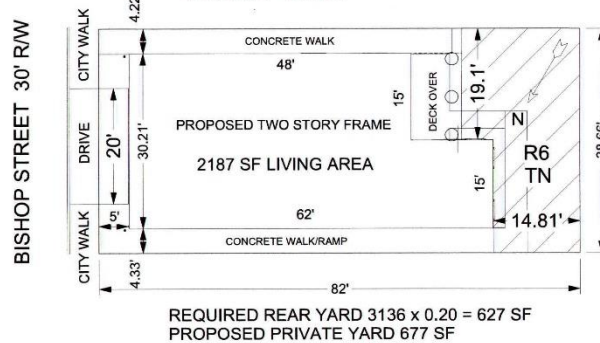 4.22'
CITY WALK
CONCRETE WALK
48'
BISHOP STREET 30' R/W
DRIVE
20'
30.21'
PROPOSED TWO STORY FRAME
2187 SF LIVING AREA
15'
DECK OVER
19.1'
N
R6
TN
15'
5'
62'
14.81'
CITY WALK
4.33'
CONCRETE WALK/RAMP
82'
REQUIRED REAR YARD 3136 x 0.20 = 627 SF
PROPOSED PRIVATE YARD 677 SF